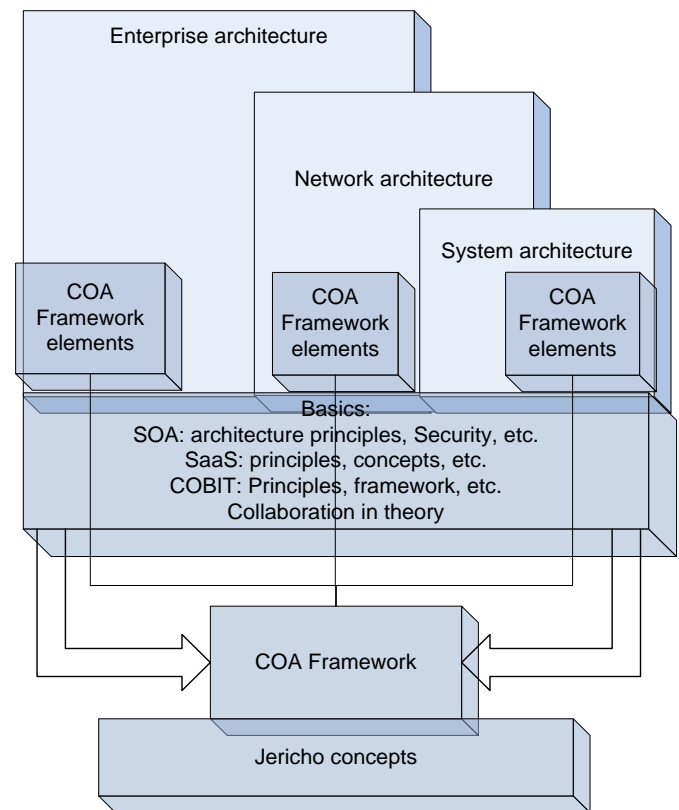 Enterprise architecture
Network architecture
System architecture
COA
Framework
elements
COA
Framework
elements
COA
Framework
elements
Basics:
SOA: architecture principles, Security, etc.
SaaS: principles, concepts, etc.
COBIT: Principles, framework, etc.
Collaboration in theory
COA Framework
Jericho concepts